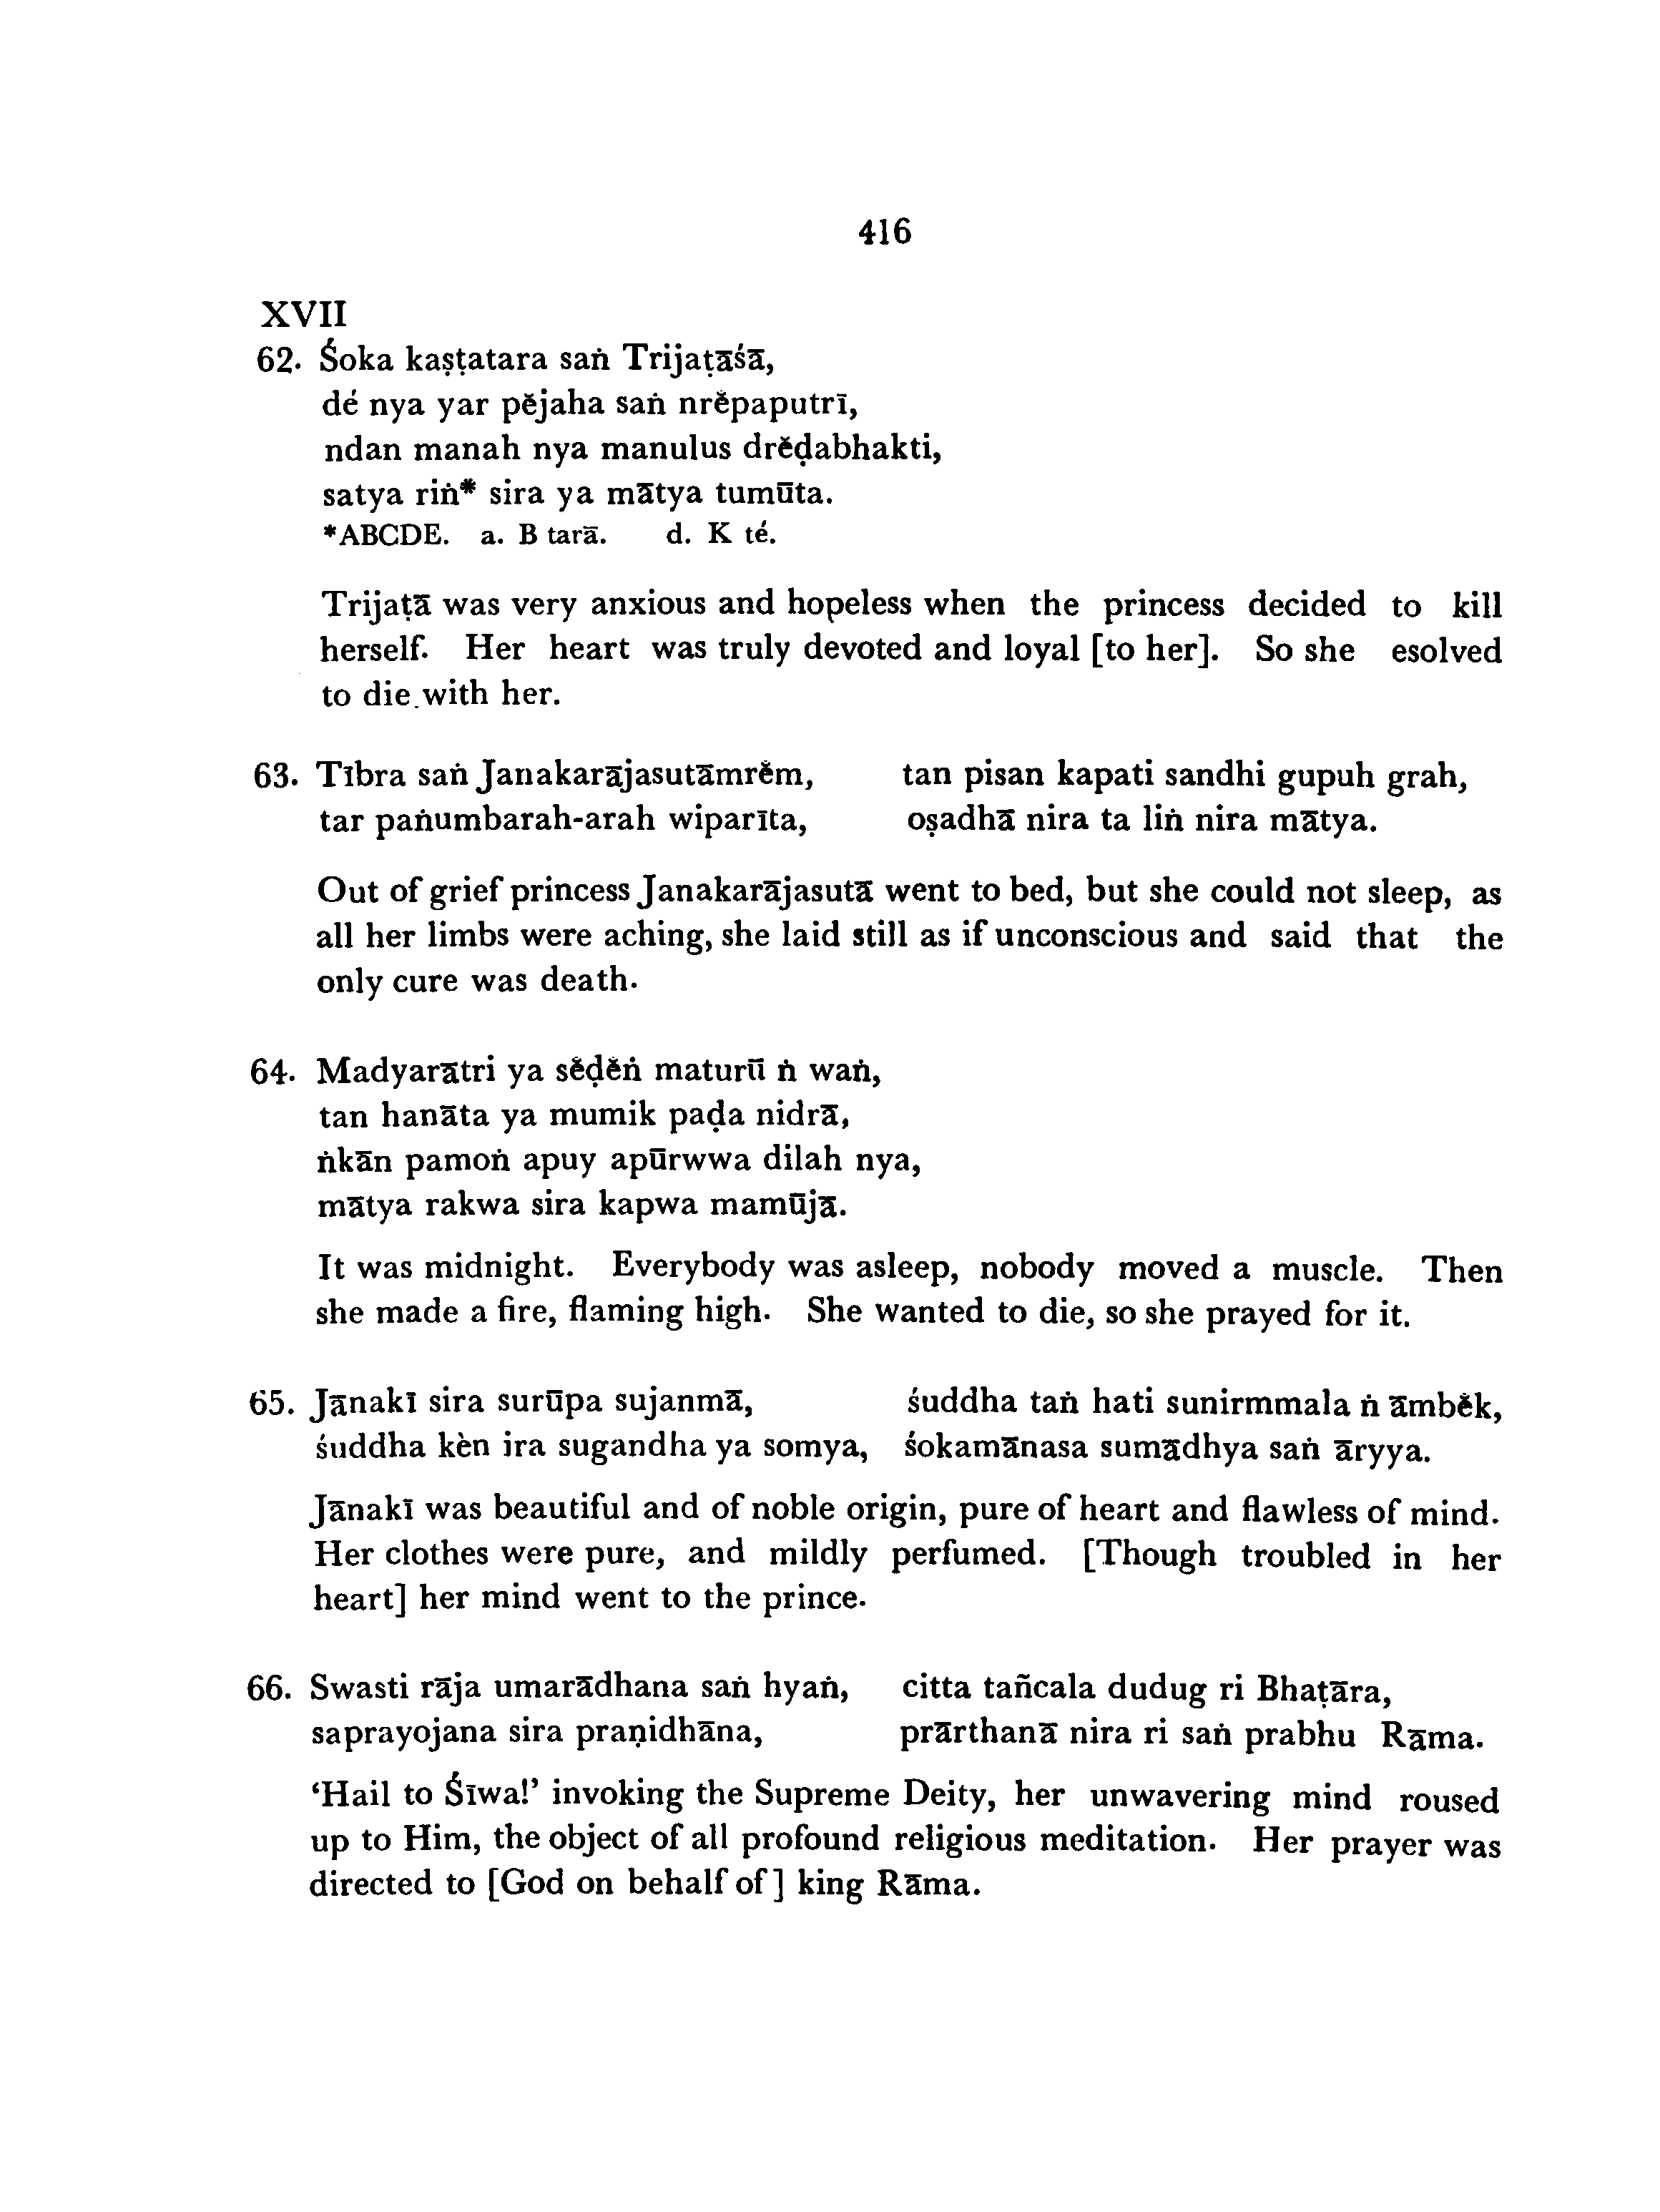 416
XVII
62. Śoka kaṣṭatara saṅ Trijaṭāśā,
dé nya yar pĕjaha saṅ nrĕpaputrī,
ndan manah nya manulus drĕḍabhakti,
satya riṅ* sira ya mātya tumūta.
*ABCDE. a. B tarā. d. K té.
Trijaṭā was very anxious and hopeless when the princess decided to kill
herself. Her heart was truly devoted and loyal [to her]. So she esolved
to die with her.
63. Tībra saṅ Janakarājasutāmrĕm, tan pisan kapati sandhi gupuh grah,
tar paṅumbarah-arah wiparīta, oṣadhā nira ta liṅ nira mātya.
Out of grief princess Janakarājasutā went to bed, but she could not sleep, as
all her limbs were aching, she laid still as if unconscious and said that the
only cure was death.
64. Madyarātri ya sĕḍĕṅ maturū ṅ waṅ,
tan hanāta ya mumik paḍa nidrā,
ṅkān pamoṅ apuy apūrwwa dilah nya,
mātya rakwa sira kapwa mamūjā.
It was midnight. Everybody was asleep, nobody moved a muscle. Then
she made a fire, flaming high. She wanted to die, so she prayed for it.
65. Jānakī sira surūpa sujanmā, śuddha taṅ hati sunirmmala ṅ āmbĕk,
śuddha kèn ira sugandha ya somya, śokamānasa sumādhya saṅ āryya.
Jānakī was beautiful and of noble origin, pure of heart and flawless of mind.
Her clothes were pure, and mildly perfumed. [Though troubled in her
heart] her mind went to the prince.
66. Swasti rāja umarādhana saṅ hyaṅ, citta tañcala dudug ri Bhaṭāra,
saprayojana sira praṇidhāna, prārthanā nira ri saṅ prabhu Rāma.
‘Hail to Śīwa!’ invoking the Supreme Deity, her unwavering mind roused
up to Him, the object of all profound religious meditation. Her prayer was
directed to [God on behalf of] king Rāma.